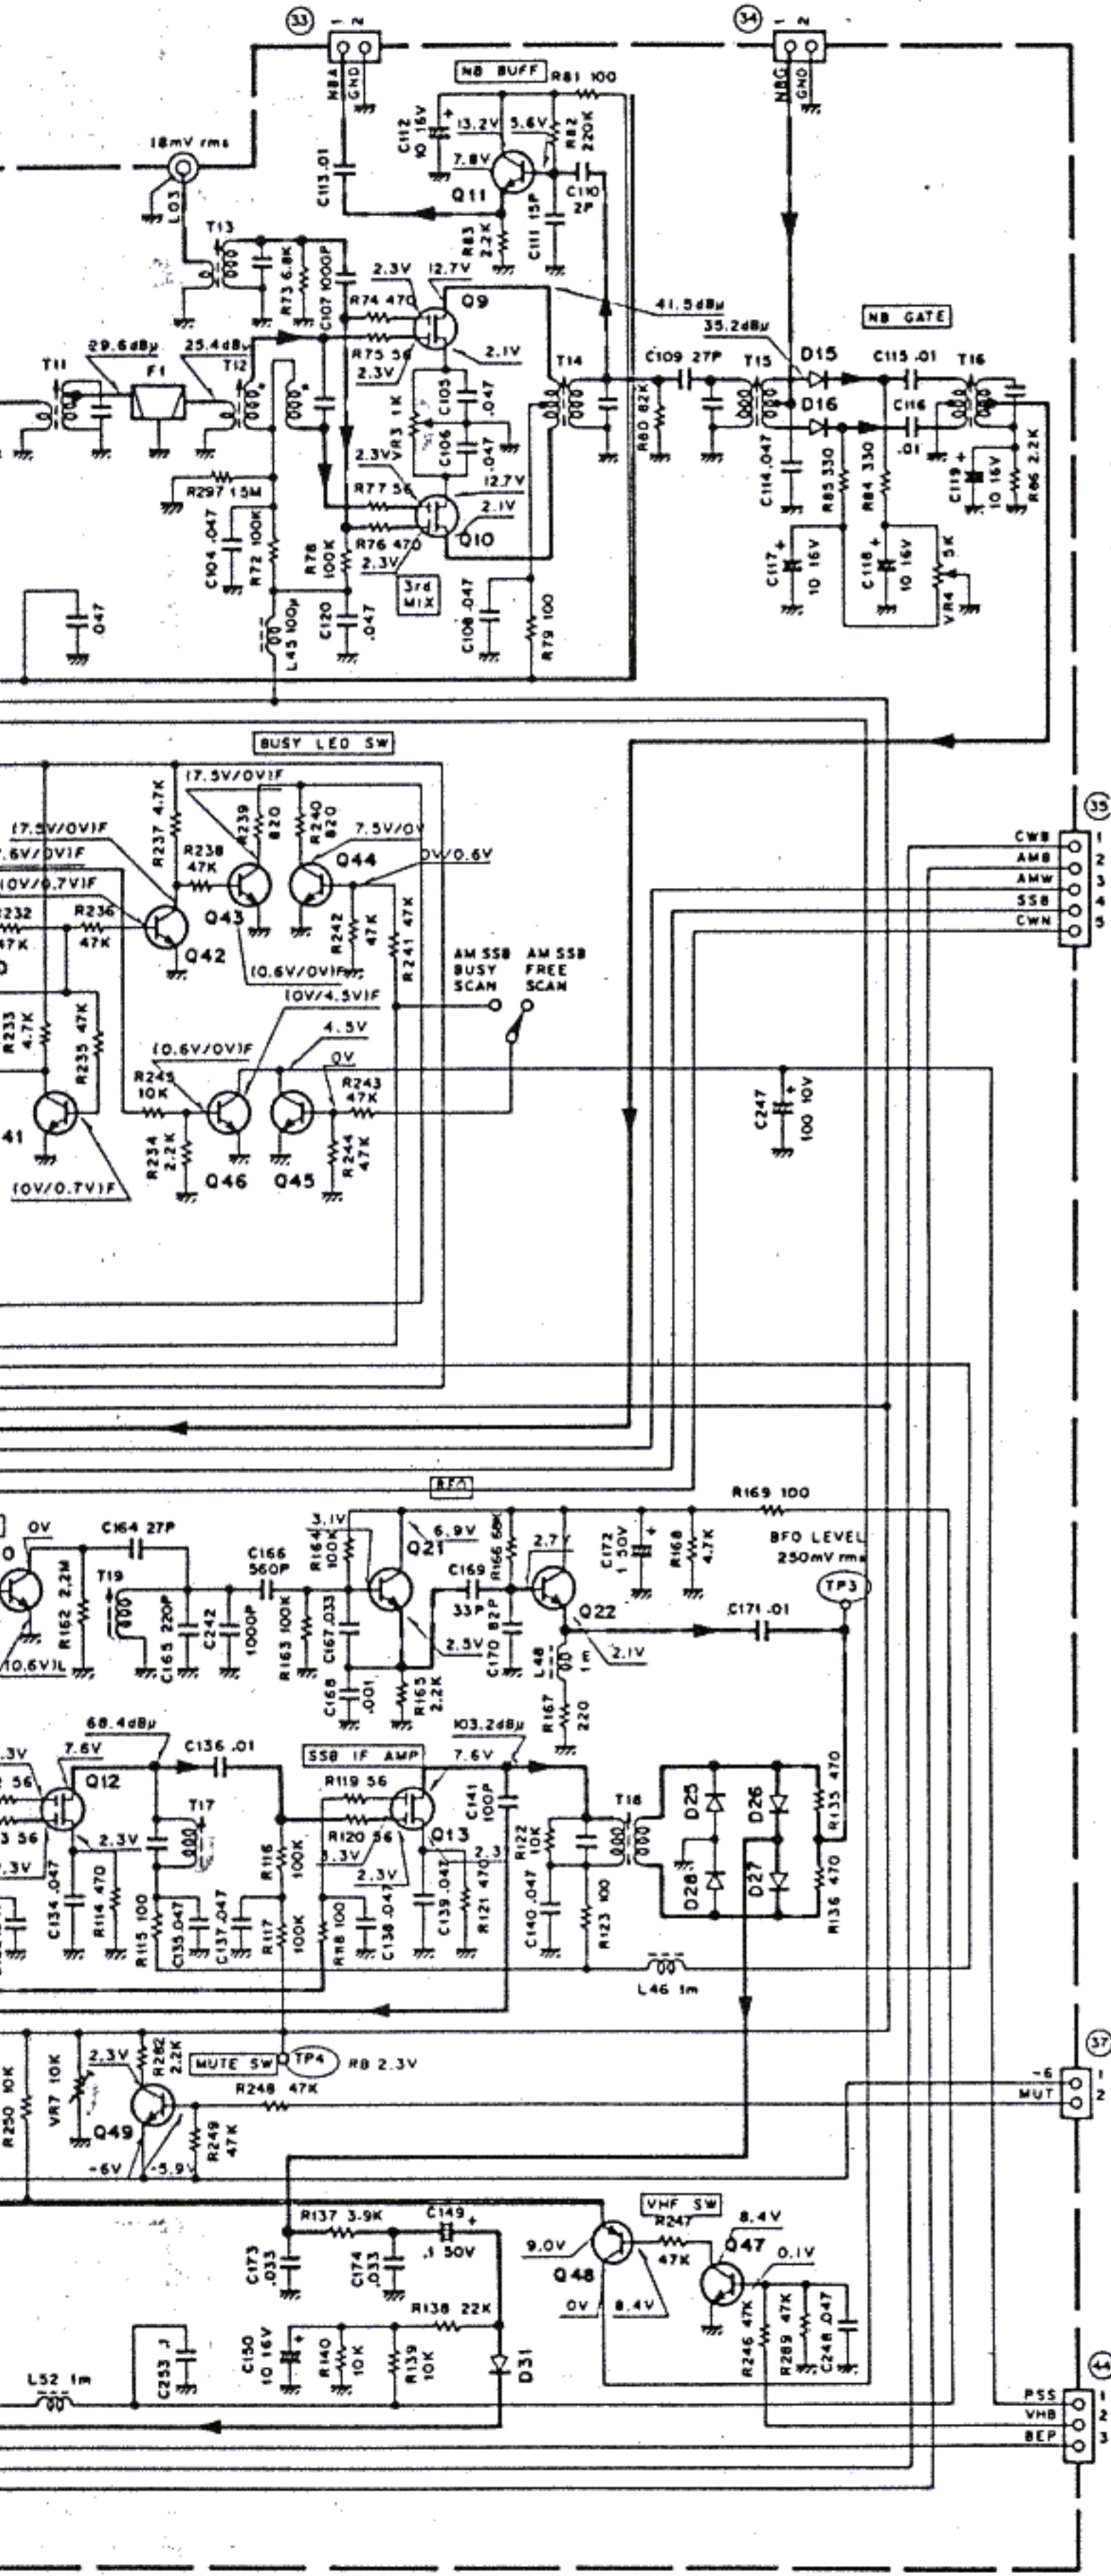 33
1
2
NBA
GND
34
1
2
NBG
GND
NB BUFF
R81 100
18mV rms
LO3
T13
C113 .01
C112
10 16V
+
13.2V
5.6V
R82
220K
7.8V
Q11
C110
2P
C111 15P
R83
2.2K
R73 6.8K
C107 1000P
2.3V
12.7V
R74 470
Q9
R75 56
2.3V
2.1V
41.5dBμ
35.2dBμ
NB GATE
29.6dBμ
25.4dBμ
T11
F1
T12
VR3 1K
C105
.047
C106
.047
T14
R80 82K
C109 27P
T15
D15
D16
C115 .01
C116
.01
T16
R297 1.5M
C104 .047
R72 100K
R78
100K
2.3V
R77 56
12.7V
2.1V
R76 470
Q10
2.3V
3rd
MIX
C114 .047
R85 330
R84 330
C119 +
10 16V
R86 2.2K
C117 +
10 16V
C118 +
10 16V
VR4 5K
.047
L45 100μ
C120
.047
C108 .047
R79 100
BUSY LED SW
(7.5V/0V)F
R237 4.7K
R239
820
R240
820
(7.5V/0V)F
7.5V/0V
.6V/0V)F
R238
47K
Q44
0V/0.6V
(0V/0.7V)F
R236
47K
Q43
Q42
R242
47K
R241 47K
(0.6V/0V)F
47K
R233
4.7K
R235 47K
AM SSB
BUSY
SCAN
AM SSB
FREE
SCAN
(0V/4.5V)F
4.5V
(0.6V/0V)F
0V
R245
10K
R243
47K
41
R234
2.2K
Q46
Q45
R244
47K
(0V/0.7V)F
C247
+
100 10V
35
CWB
1
AMB
2
AMW
3
SSB
4
CWN
5
BFO
R169 100
0V
C164 27P
T19
R162 2.2M
C165 220P
C242
1000P
C166
560P
R163 100K
3.1V
R164
100K
C167 .033
C168
.001
Q21
6.9V
2.5V
R165
2.2K
C169
33P
R166 68K
C170 82P
2.7V
Q22
2.1V
L48
1m
R167
220
C172
1 50V
+
R168
4.7K
BFO LEVEL
250mV rms
TP3
C171 .01
(0.6V)L
68.4dBμ
7.6V
Q12
C136 .01
2.3V
T17
56
C134 .047
R114 470
R115 100
C135 .047
C137 .047
R116
100K
R117
100K
SSB IF AMP
103.2dBμ
7.6V
R119 56
R120 56
Q13
2.3V
C141
100P
R118 100
C138 .047
C139 .047
R121 470
R122
10K
C140 .047
R123 100
T18
D25
D26
D28
D27
R135 470
R136 470
L46 1m
MUTE SW
TP4
RB 2.3V
R250 10K
VR7 10K
2.3V
R282
2.2K
Q49
R248 47K
R249
47K
-6V
-5.9V
37
-6
1
MUT
2
VHF SW
R247
47K
8.4V
Q47
9.0V
Q48
0V
8.4V
0.1V
R246 47K
R289 47K
C248 .047
R137 3.9K
C149
+
.1 50V
C173
.033
C174
.033
R138 22K
C150
10 16V
+
R140
10K
R139
10K
D31
L52 1m
C253 .1
44
PSS
1
VHB
2
BEP
3